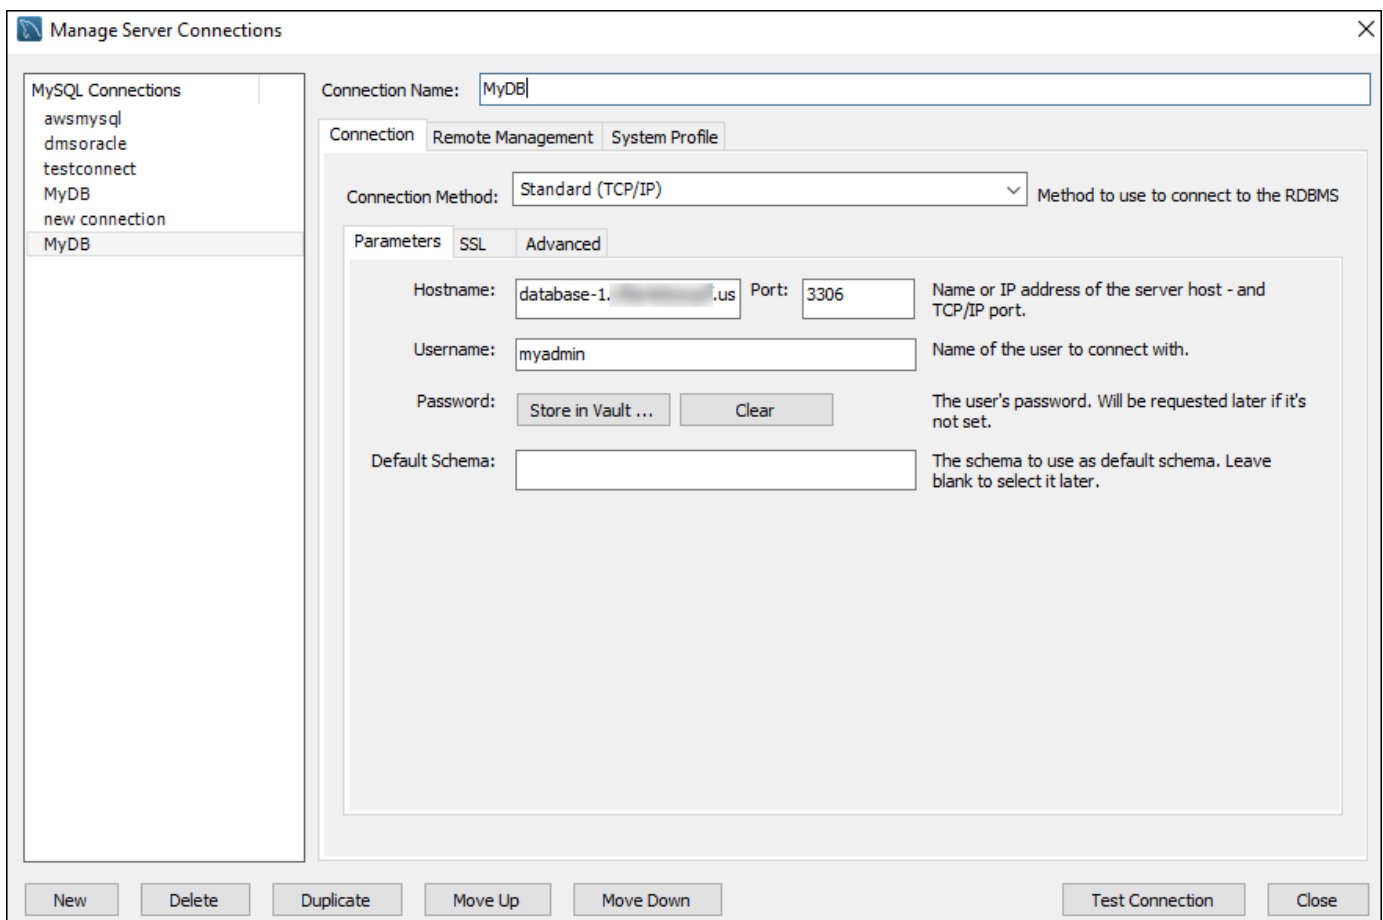 Manage Server Connections
MySQL Connections
awsmysql
dmsoracle
testconnect
MyDB
new connection
MyDB
Connection Name: MyDB
Connection Remote Management System Profile
Connection Method: Standard (TCP/IP) Method to use to connect to the RDBMS
Parameters SSL Advanced
Hostname: database-1. .us Port: 3306 Name or IP address of the server host - and
TCP/IP port.
Username: myadmin Name of the user to connect with.
Password: Store in Vault ... Clear The user's password. Will be requested later if it's
not set.
Default Schema: The schema to use as default schema. Leave
blank to select it later.
New Delete Duplicate Move Up Move Down Test Connection Close